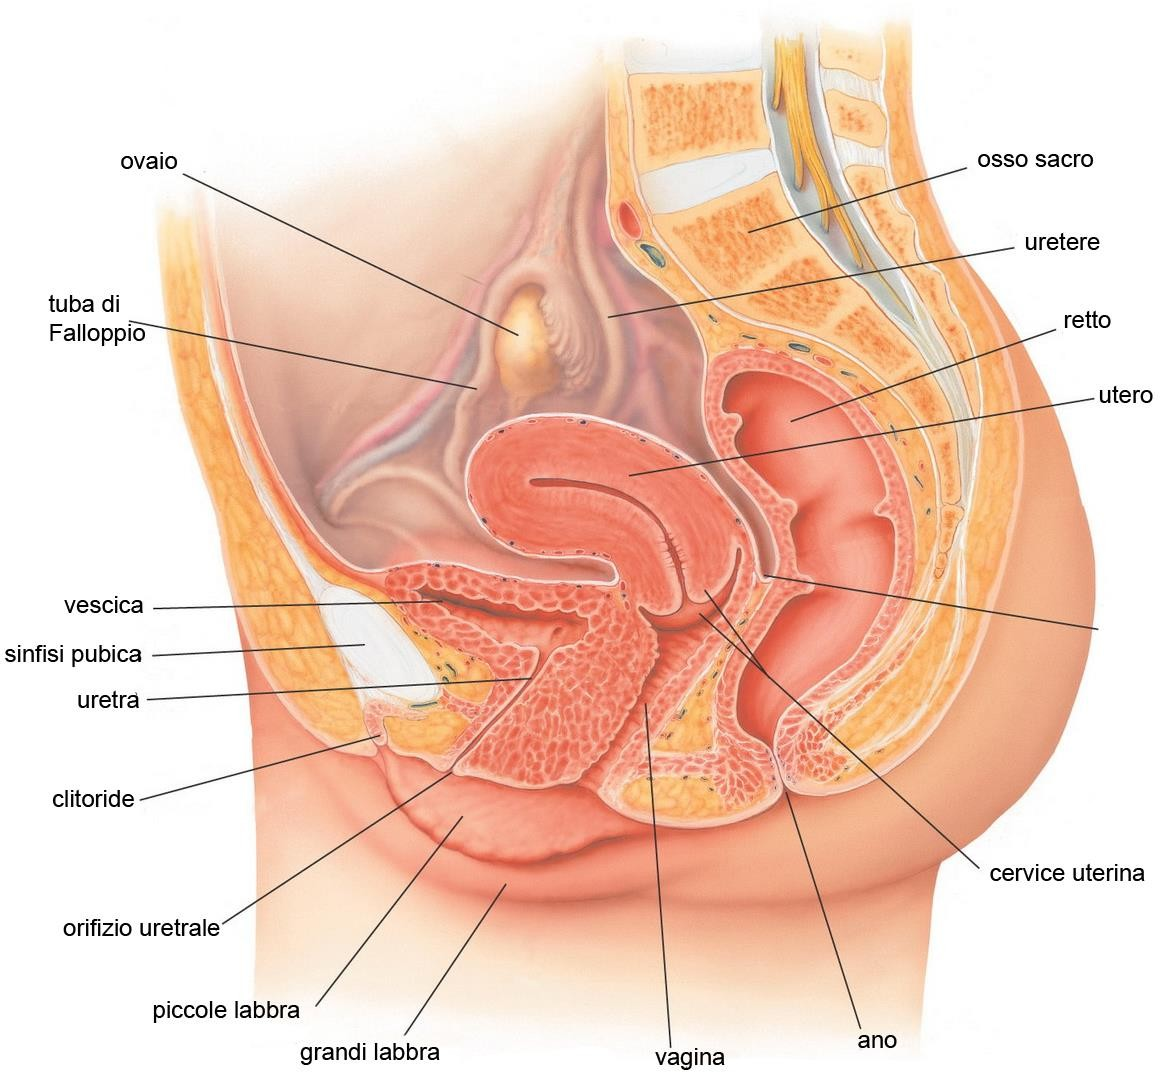 ovaio
osso sacro
uretere
tuba di
Falloppio
retto
utero
vescica
sinfisi pubica
uretra
clitoride
cervice uterina
orifizio uretrale
piccole labbra
grandi labbra
vagina
ano